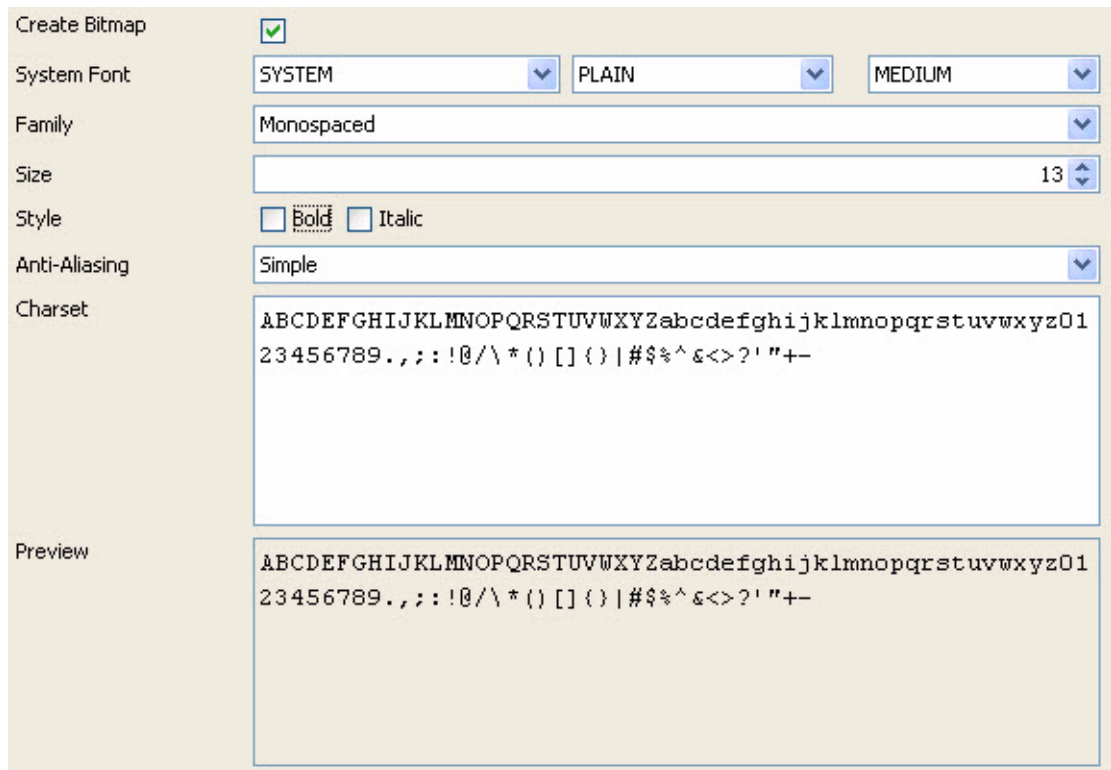 Create Bitmap
System Font SYSTEM PLAIN MEDIUM
Family Monospaced
Size 13
Style Bold Italic
Anti-Aliasing Simple
Charset
ABCDEFGHIJKLMNOPQRSTUVWXYZabcdefghijklmnopqrstuvwxyz01
23456789.,;:!@/\*()[]{}|#$%^&<>?'"+-
Preview
ABCDEFGHIJKLMNOPQRSTUVWXYZabcdefghijklmnopqrstuvwxyz01
23456789.,;:!@/\*()[]{}|#$%^&<>?'"+-